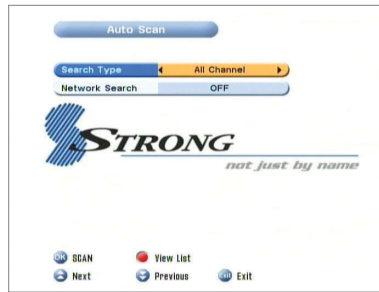 Auto Scan
Search Type All Channel
Network Search OFF
STRONG
not just by name
OK SCAN View List
Next Previous EXIT Exit